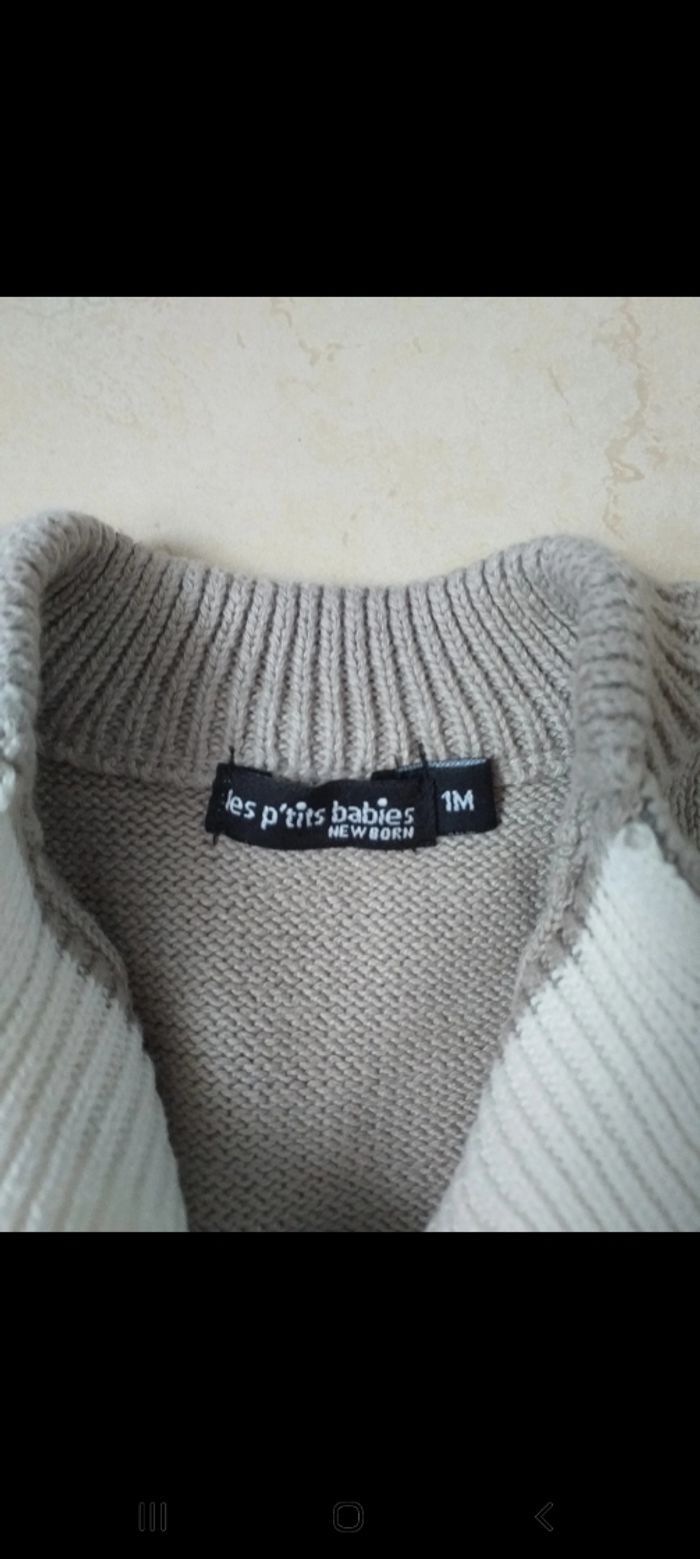 les p'tits babies
NEWBORN
1M